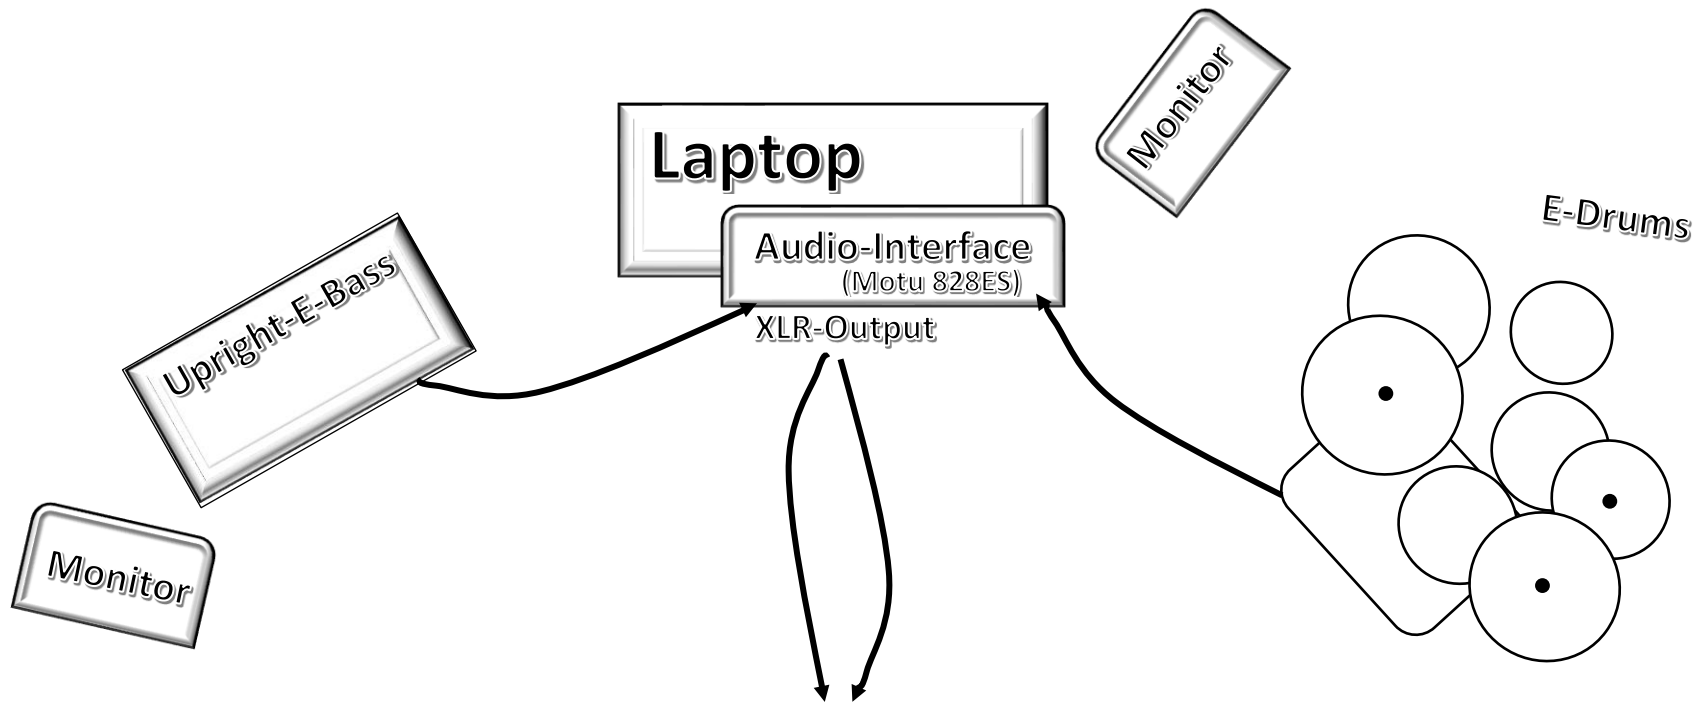 Monitor
Laptop
E-Drums
Audio-Interface
(Motu 828ES)
Upright-E-Bass
XLR-Output
Monitor